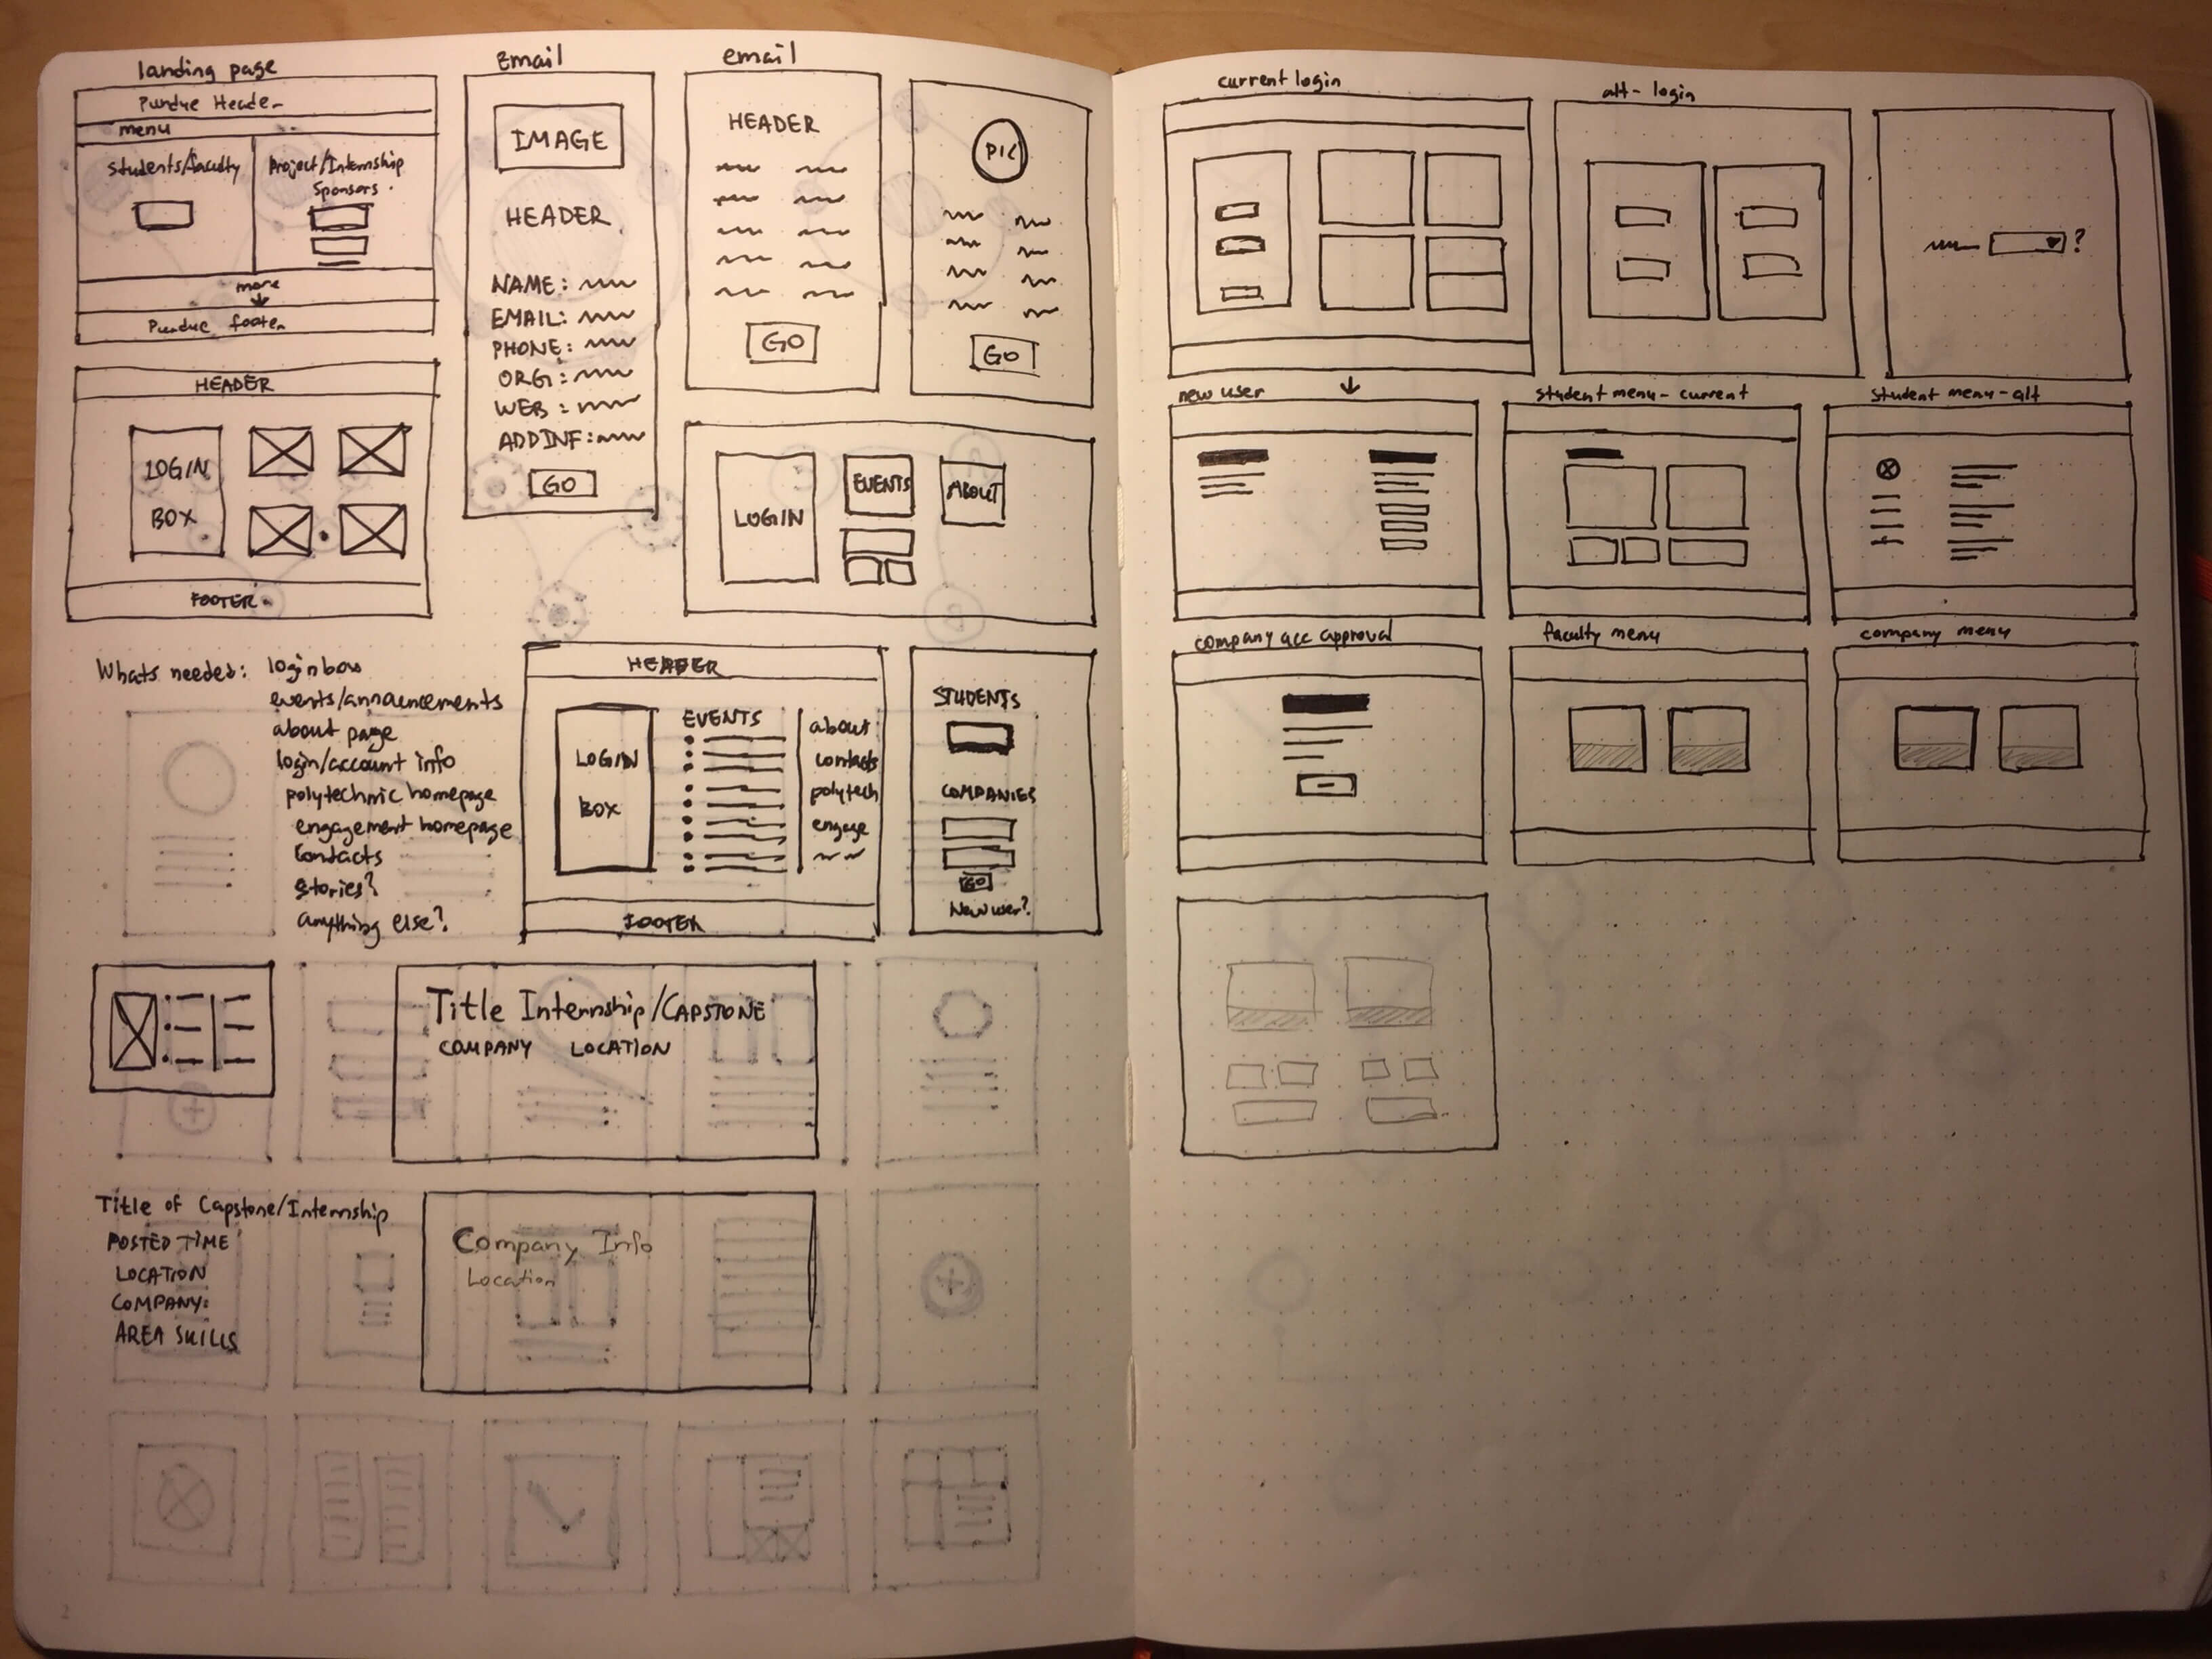 landing page
Purdue Header
menu
Students/faculty
Project/Internship
Sponsors
more
Purdue footer
Email
IMAGE
HEADER
NAME:
EMAIL:
PHONE:
ORG:
WEB:
ADDINF:
GO
email
HEADER
GO
PIC
GO
HEADER
LOGIN
BOX
FOOTER
LOGIN
EVENTS
ABOUT
Whats needed:
login box
events/announcements
about page
login/account info
polytechnic homepage
engagement homepage
contacts
stories?
anything else?
HEADER
LOGIN
BOX
EVENTS
about
contacts
polytech
engage
FOOTER
STUDENTS
COMPANIES
GO
New user?
Title Internship/CAPSTONE
COMPANY LOCATION
Title of Capstone/Internship
POSTED TIME
LOCATION
COMPANY:
AREA SKILLS
Company Info
Location
2
current login
alt-login
?
new user
student menu - current
student menu - alt
company acc approval
faculty menu
company menu
3